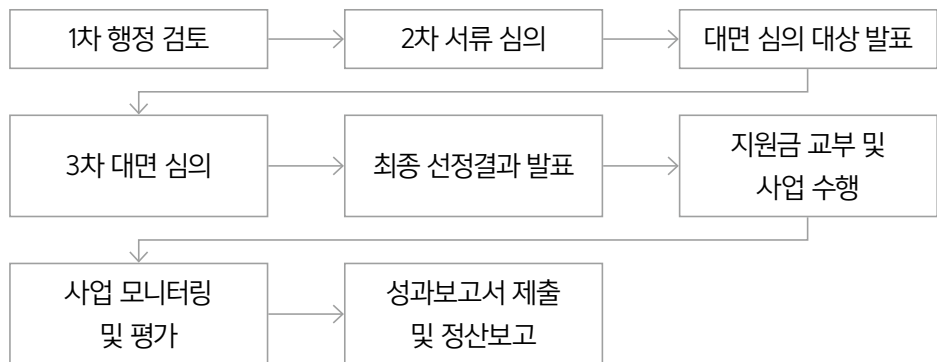 1차 행정 검토
2차 서류 심의
대면 심의 대상 발표
3차 대면 심의
최종 선정결과 발표
지원금 교부 및
사업 수행
사업 모니터링
및 평가
성과보고서 제출
및 정산보고